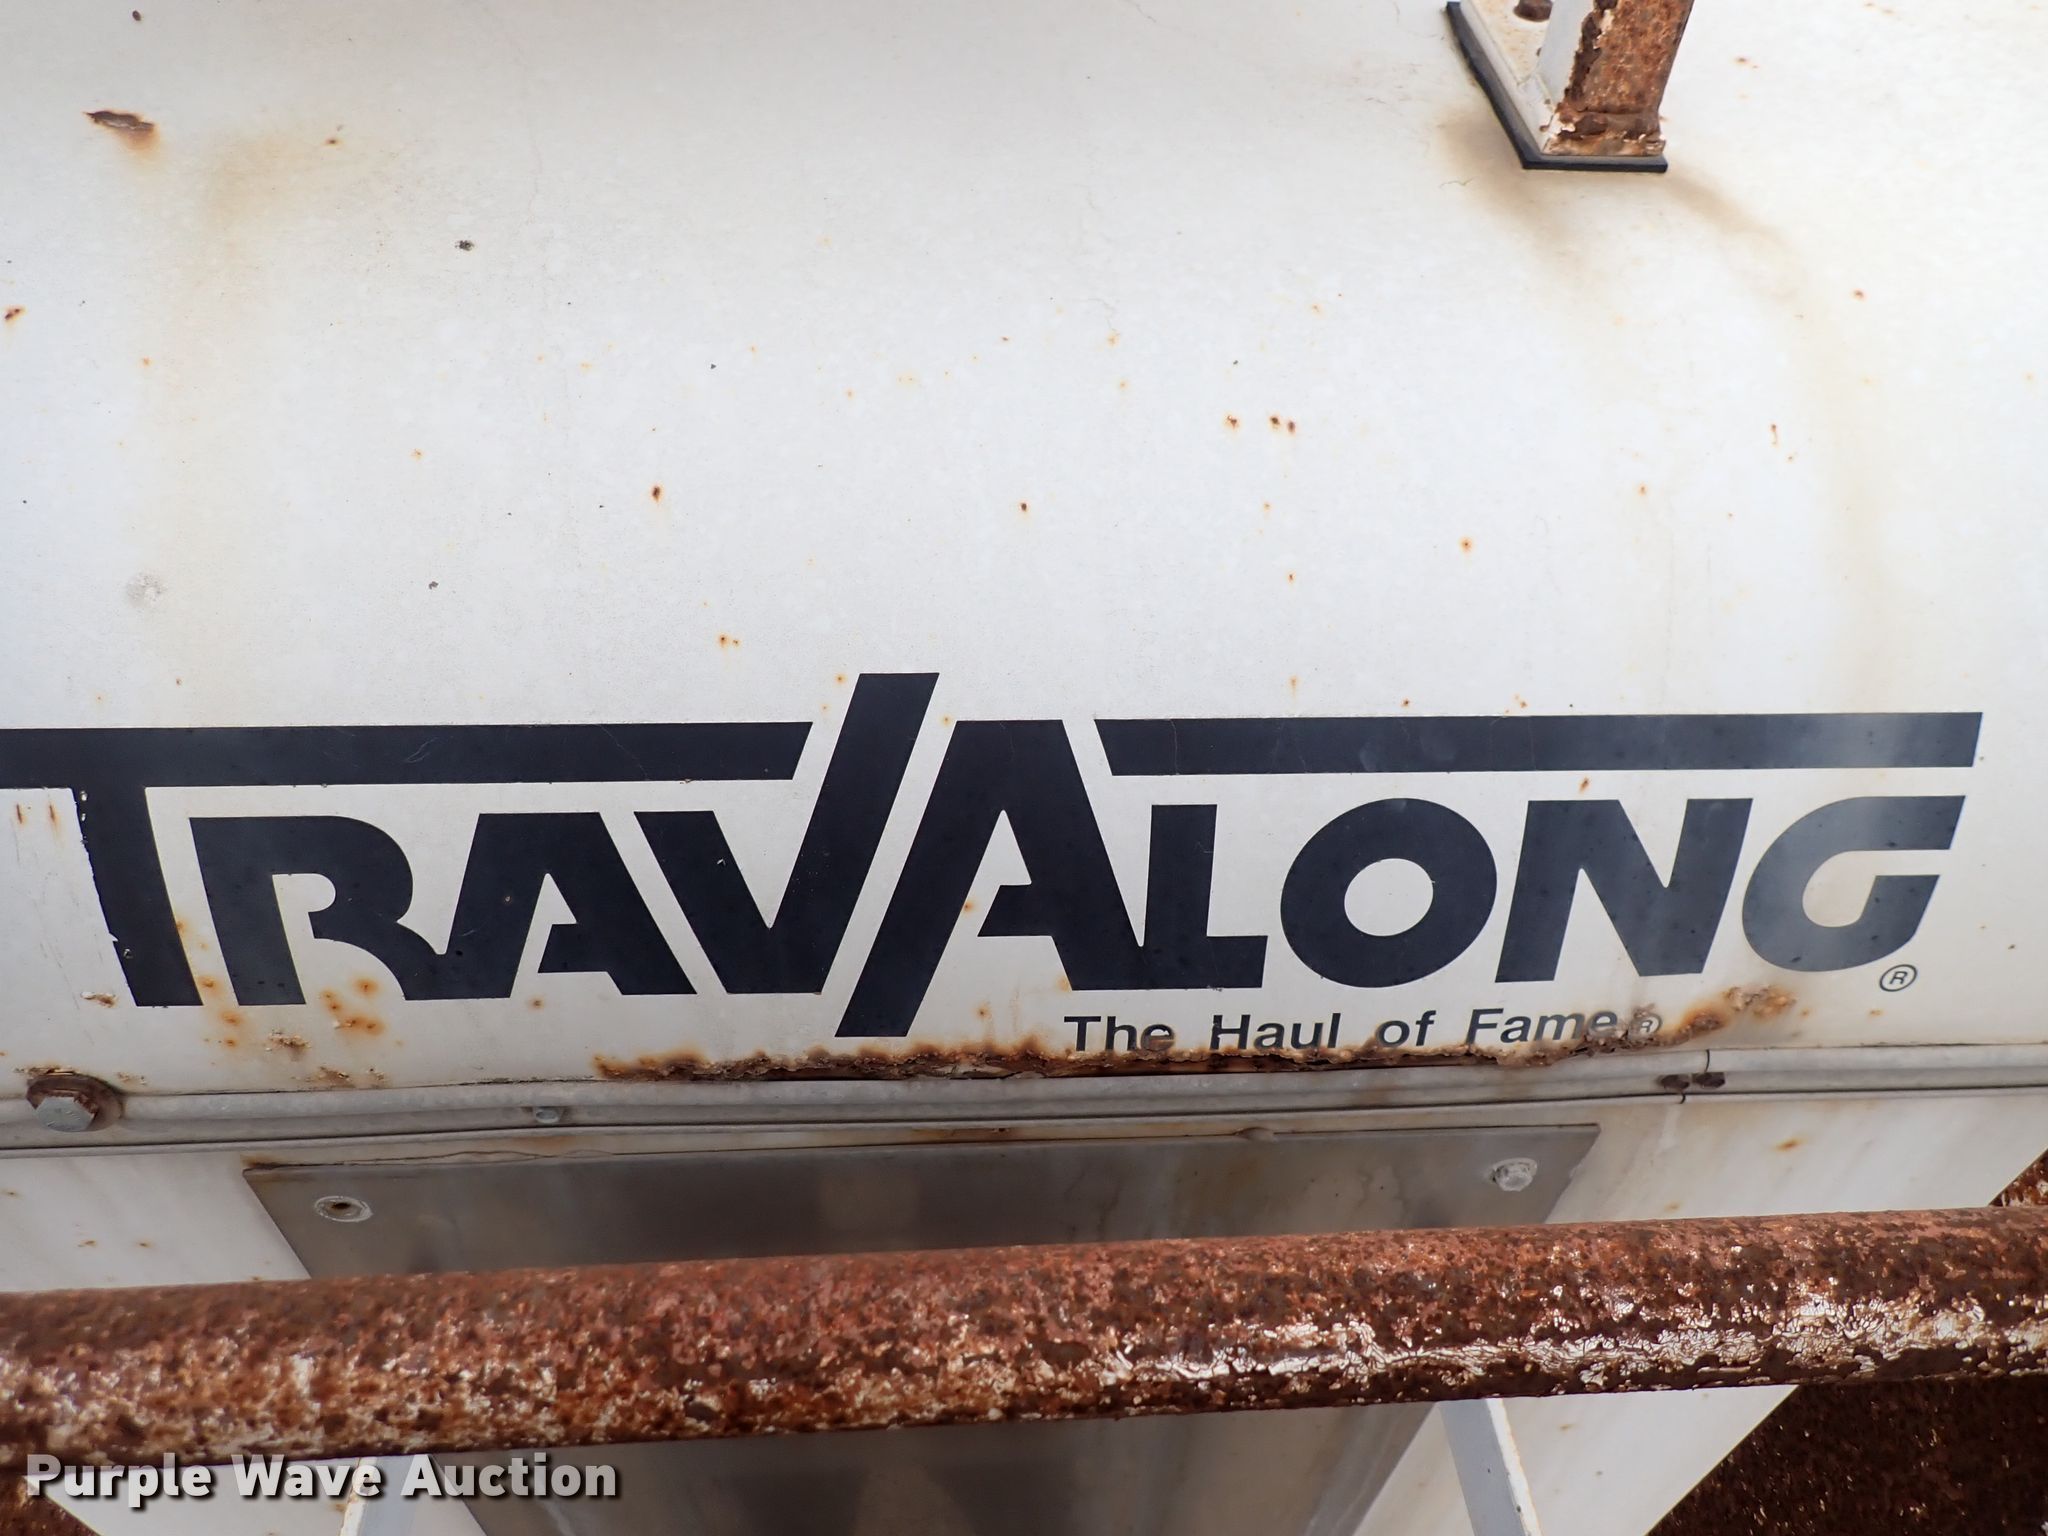 TRAVALONG®
The Haul of Fame®
Purple Wave Auction